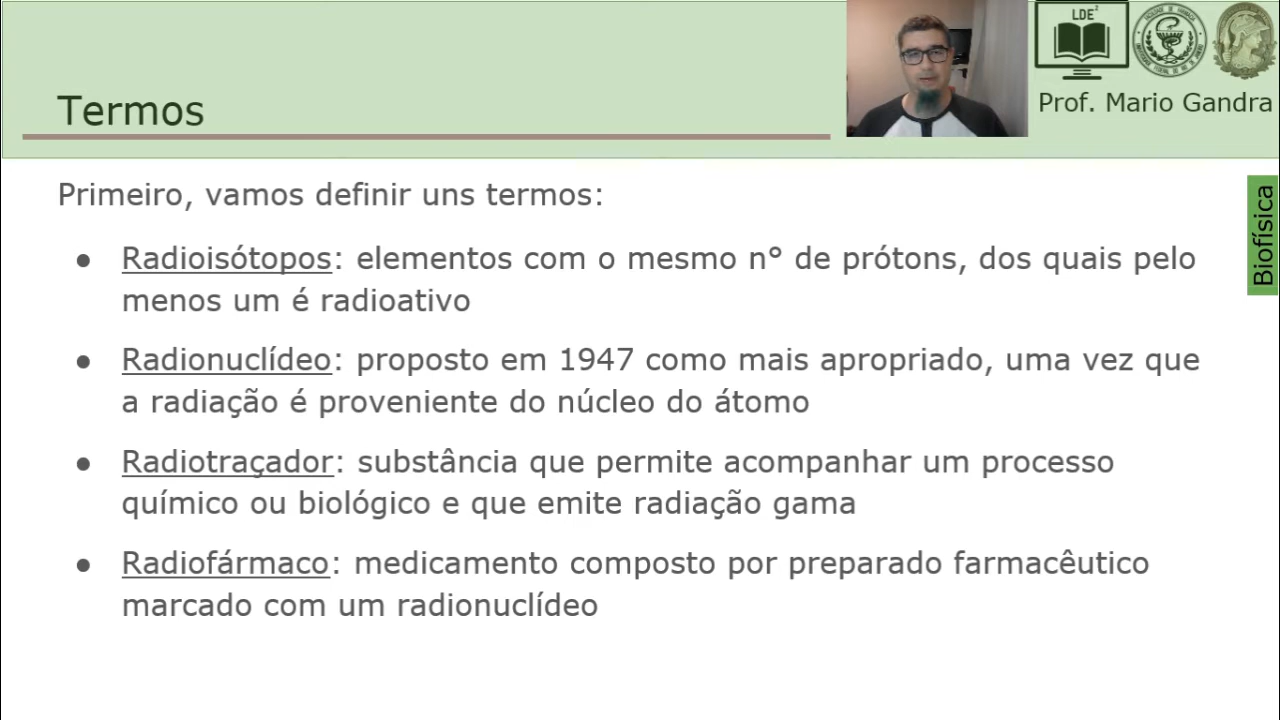 LDE²
Prof. Mario Gandra
Termos
Biofísica
Primeiro, vamos definir uns termos:
● Radioisótopos: elementos com o mesmo n° de prótons, dos quais pelo
menos um é radioativo
● Radionuclídeo: proposto em 1947 como mais apropriado, uma vez que
a radiação é proveniente do núcleo do átomo
● Radiotraçador: substância que permite acompanhar um processo
químico ou biológico e que emite radiação gama
● Radiofármaco: medicamento composto por preparado farmacêutico
marcado com um radionuclídeo